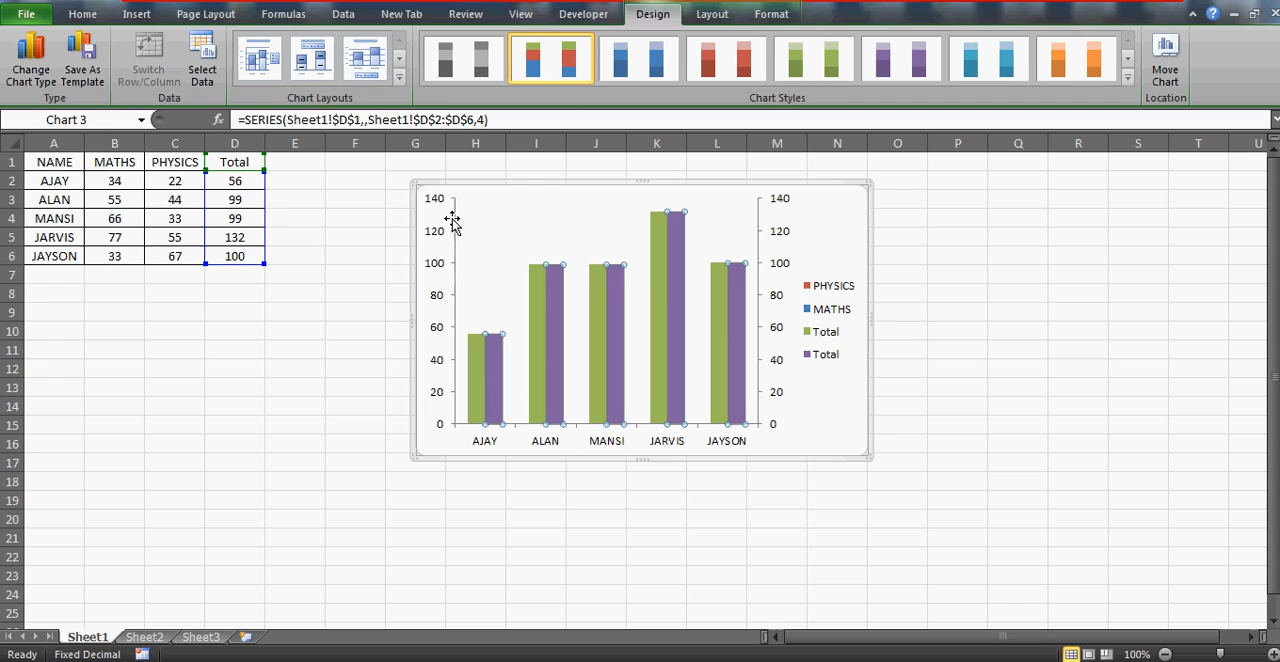 File Home Insert Page Layout Formulas Data New Tab Review View Developer Design Layout Format
Change Chart Type
Save As Template
Switch Row/Column
Select Data
Move Chart
Type Data Chart Layouts Chart Styles Location
Chart 3 fx =SERIES(Sheet1!$D$1,,Sheet1!$D$2:$D$6,4)
A B C D E F G H I J K L M N O P Q R S T U
1 NAME MATHS PHYSICS Total
2 AJAY 34 22 56
3 ALAN 55 44 99
4 MANSI 66 33 99
5 JARVIS 77 55 132
6 JAYSON 33 67 100
7
8
9
10
11
12
13
14
15
16
17
18
19
20
21
22
23
24
25
140 140
120 120
100 100
80 80
60 60
40 40
20 20
0 0
AJAY ALAN MANSI JARVIS JAYSON
PHYSICS
MATHS
Total
Total
Sheet1 Sheet2 Sheet3
Ready Fixed Decimal 100%